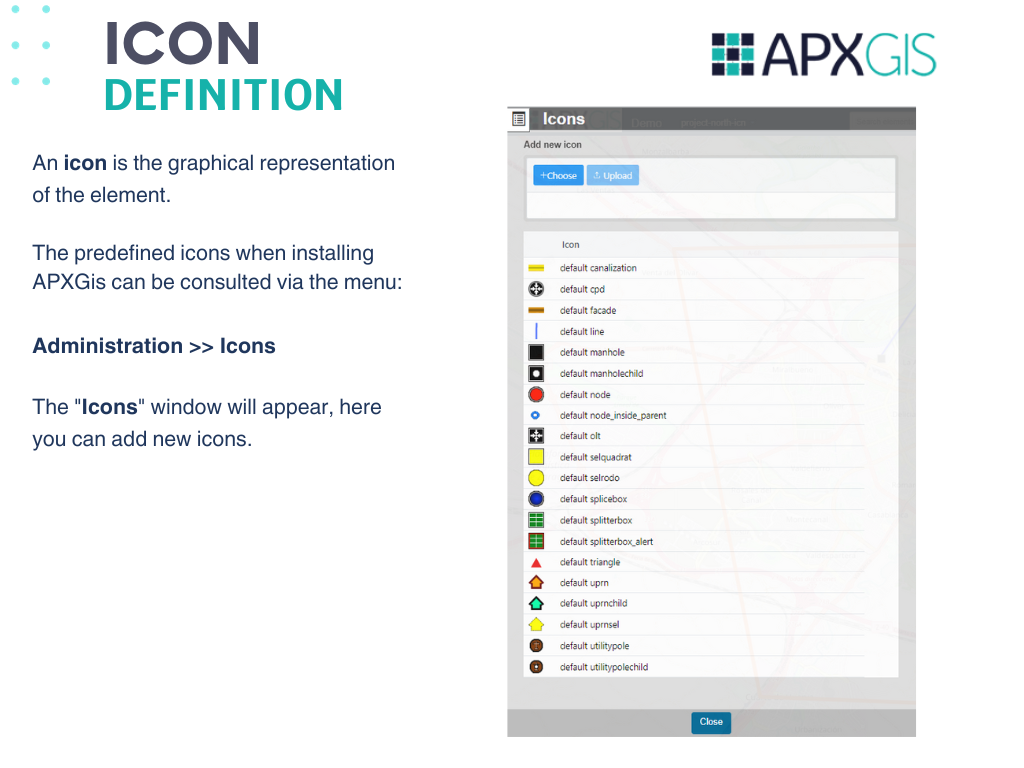 ICON
DEFINITION
APXGIS
An icon is the graphical representation
of the element.
The predefined icons when installing
APXGis can be consulted via the menu:
Administration >> Icons
The "Icons" window will appear, here
you can add new icons.
Icons
Demo
Add new icon
+Choose
Upload
Icon
default canalization
default cpd
default facade
default line
default manhole
default manholechild
default node
default node_inside_parent
default olt
default selquadrat
default selrodo
default splicebox
default splitterbox
default splitterbox_alert
default triangle
default uprn
default uprnchild
default uprnsel
default utilitypole
default utilitypolechild
Close